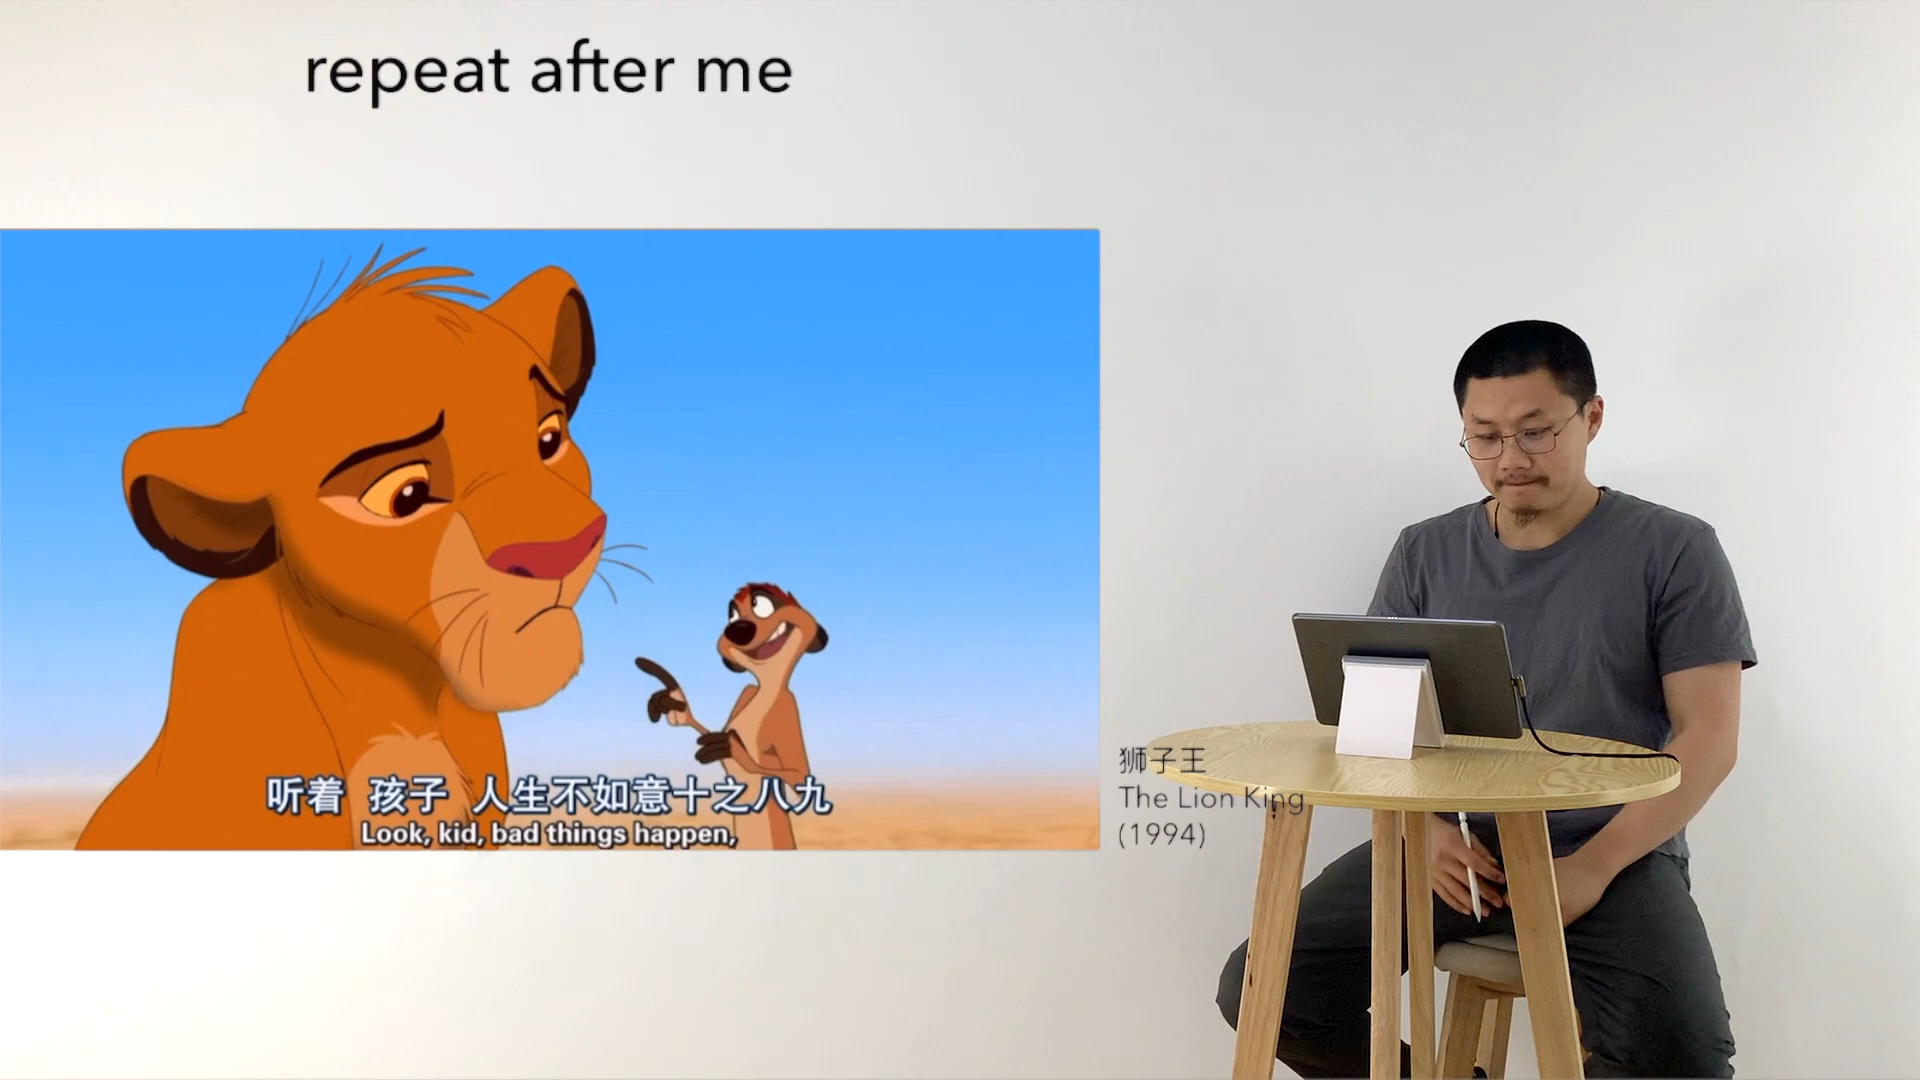 repeat after me
听着 孩子 人生不如意十之八九
Look, kid, bad things happen,
狮子王
The Lion King
(1994)